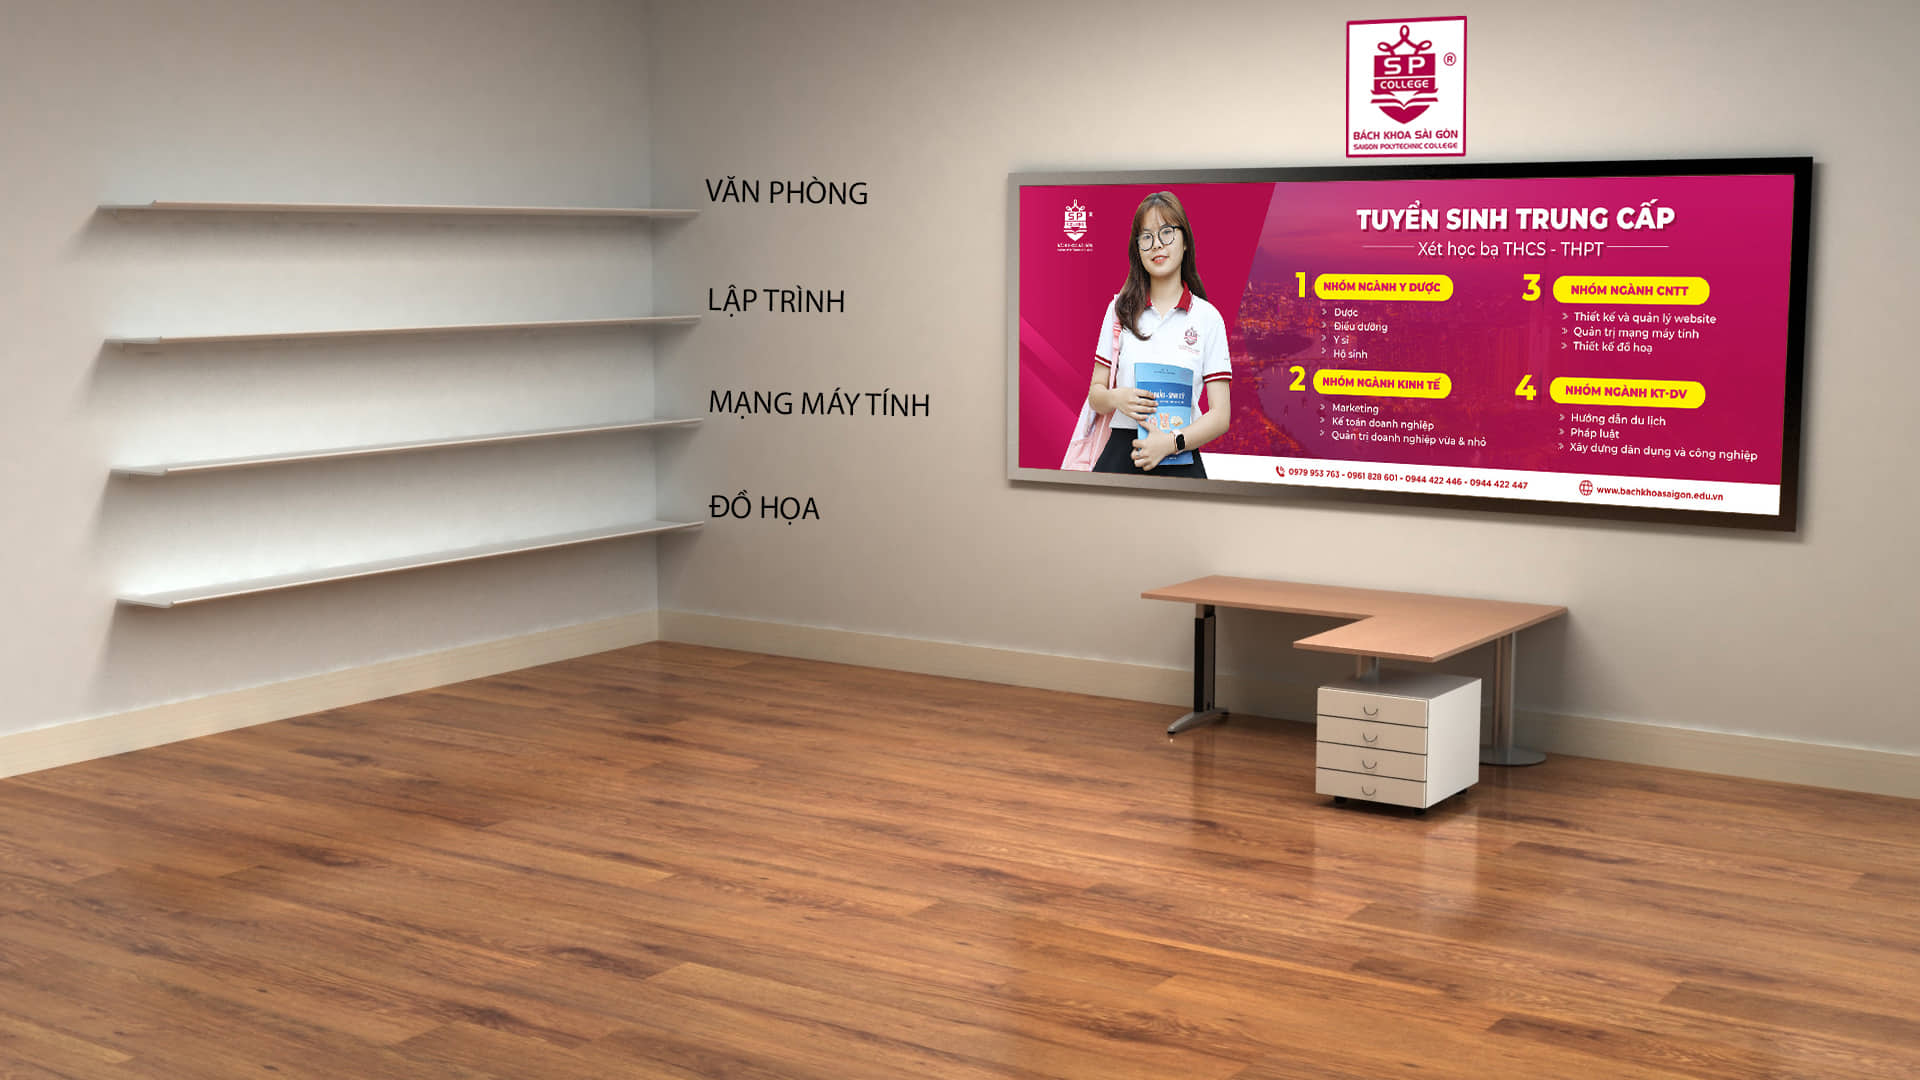 VĂN PHÒNG
LẬP TRÌNH
MẠNG MÁY TÍNH
ĐỒ HỌA
SP
®
COLLEGE
BÁCH KHOA SÀI GÒN
SAIGON POLYTECHNIC COLLEGE
SP
TUYỂN SINH TRUNG CẤP
Xét học bạ THCS - THPT
1 NHÓM NGÀNH Y DƯỢC
Dược
Điều dưỡng
Y sĩ
Hộ sinh
2 NHÓM NGÀNH KINH TẾ
Marketing
Kế toán doanh nghiệp
Quản trị doanh nghiệp vừa & nhỏ
3 NHÓM NGÀNH CNTT
Thiết kế và quản lý website
Quản trị mạng máy tính
Thiết kế đồ hoạ
4 NHÓM NGÀNH KT-DV
Hướng dẫn du lịch
Pháp luật
Xây dựng dân dụng và công nghiệp
0979 953 763 - 0961 828 601 - 0944 422 446 - 0944 422 447
www.bachkhoasaigon.edu.vn